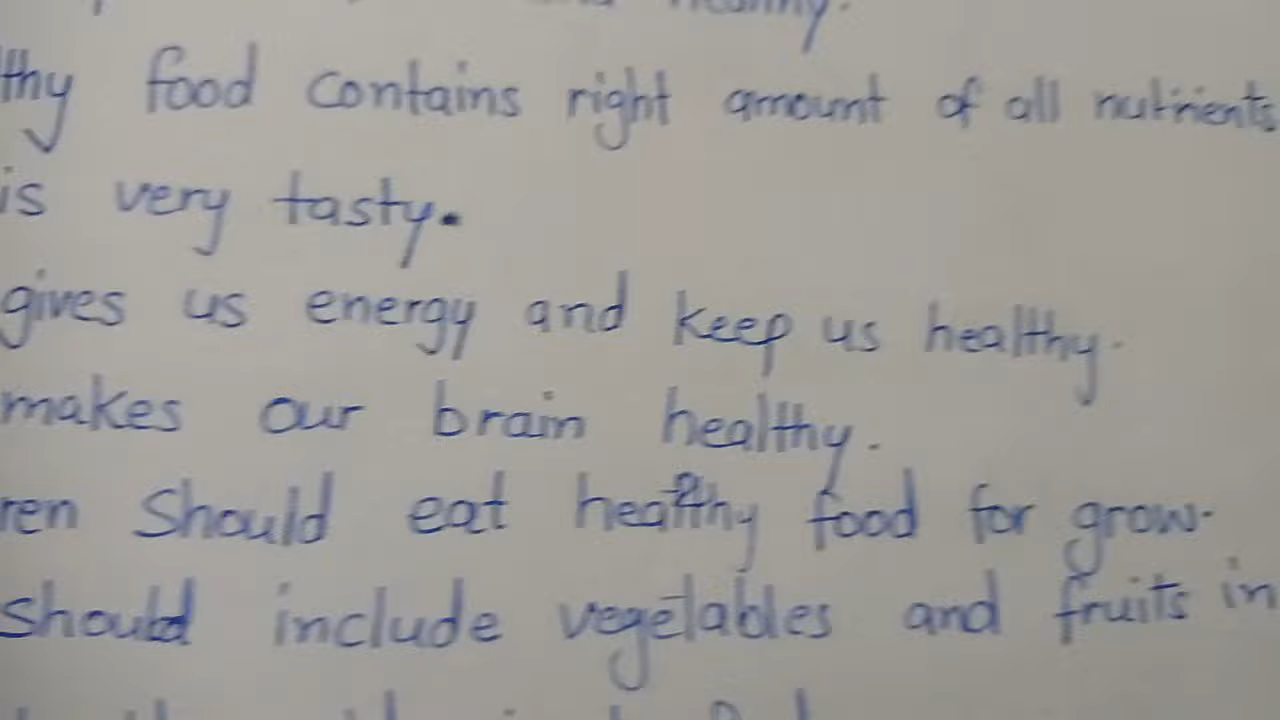 healthy.
thy food contains right amount of all nutrients
is very tasty.
gives us energy and keep us healthy.
makes our brain healthy.
ren Should eat healthy food for grow.
should include vegetables and fruits in